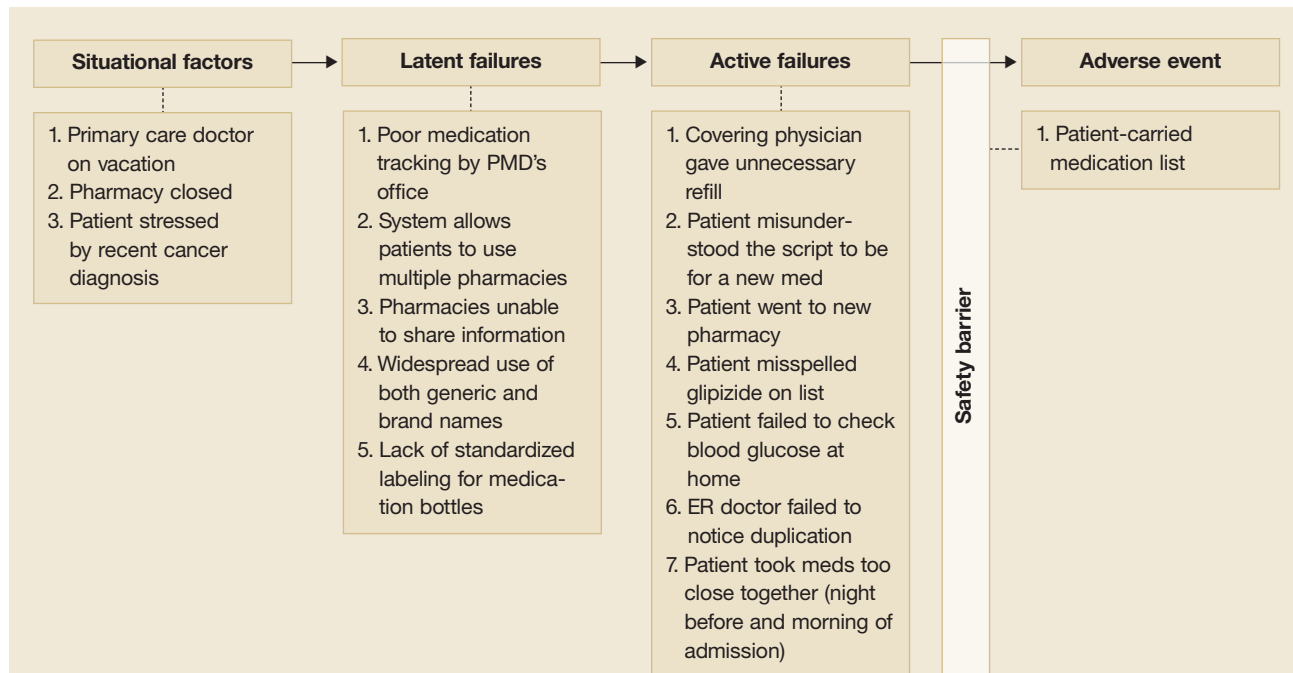 Situational factors
Latent failures
Active failures
Adverse event
1. Primary care doctor
on vacation
2. Pharmacy closed
3. Patient stressed
by recent cancer
diagnosis
1. Poor medication
tracking by PMD's
office
2. System allows
patients to use
multiple pharmacies
3. Pharmacies unable
to share information
4. Widespread use of
both generic and
brand names
5. Lack of standardized
labeling for medica-
tion bottles
1. Covering physician
gave unnecessary
refill
2. Patient misunder-
stood the script to be
for a new med
3. Patient went to new
pharmacy
4. Patient misspelled
glipizide on list
5. Patient failed to check
blood glucose at
home
6. ER doctor failed to
notice duplication
7. Patient took meds too
close together (night
before and morning of
admission)
Safety barrier
1. Patient-carried
medication list